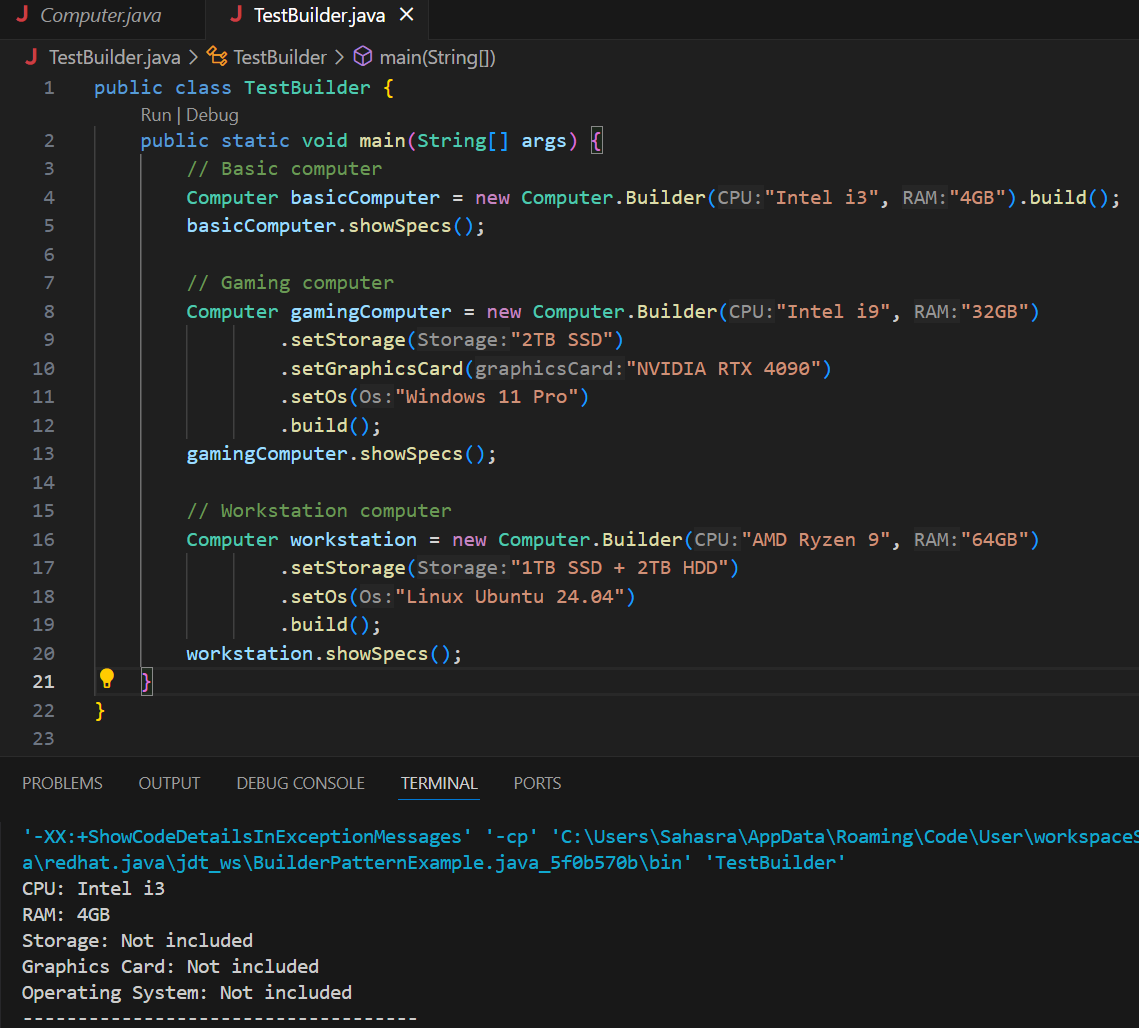 J Computer.java J TestBuilder.java ×
J TestBuilder.java > TestBuilder > main(String[])
1 public class TestBuilder {
Run | Debug
2 public static void main(String[] args) {
3 // Basic computer
4 Computer basicComputer = new Computer.Builder(CPU:"Intel i3", RAM:"4GB").build();
5 basicComputer.showSpecs();
6
7 // Gaming computer
8 Computer gamingComputer = new Computer.Builder(CPU:"Intel i9", RAM:"32GB")
9 .setStorage(Storage:"2TB SSD")
10 .setGraphicsCard(graphicsCard:"NVIDIA RTX 4090")
11 .setOs(Os:"Windows 11 Pro")
12 .build();
13 gamingComputer.showSpecs();
14
15 // Workstation computer
16 Computer workstation = new Computer.Builder(CPU:"AMD Ryzen 9", RAM:"64GB")
17 .setStorage(Storage:"1TB SSD + 2TB HDD")
18 .setOs(Os:"Linux Ubuntu 24.04")
19 .build();
20 workstation.showSpecs();
21 }
22 }
23
PROBLEMS OUTPUT DEBUG CONSOLE TERMINAL PORTS
'-XX:+ShowCodeDetailsInExceptionMessages' '-cp' 'C:\Users\Sahasra\AppData\Roaming\Code\User\workspaceS
a\redhat.java\jdt_ws\BuilderPatternExample.java_5f0b570b\bin' 'TestBuilder'
CPU: Intel i3
RAM: 4GB
Storage: Not included
Graphics Card: Not included
Operating System: Not included
------------------------------------